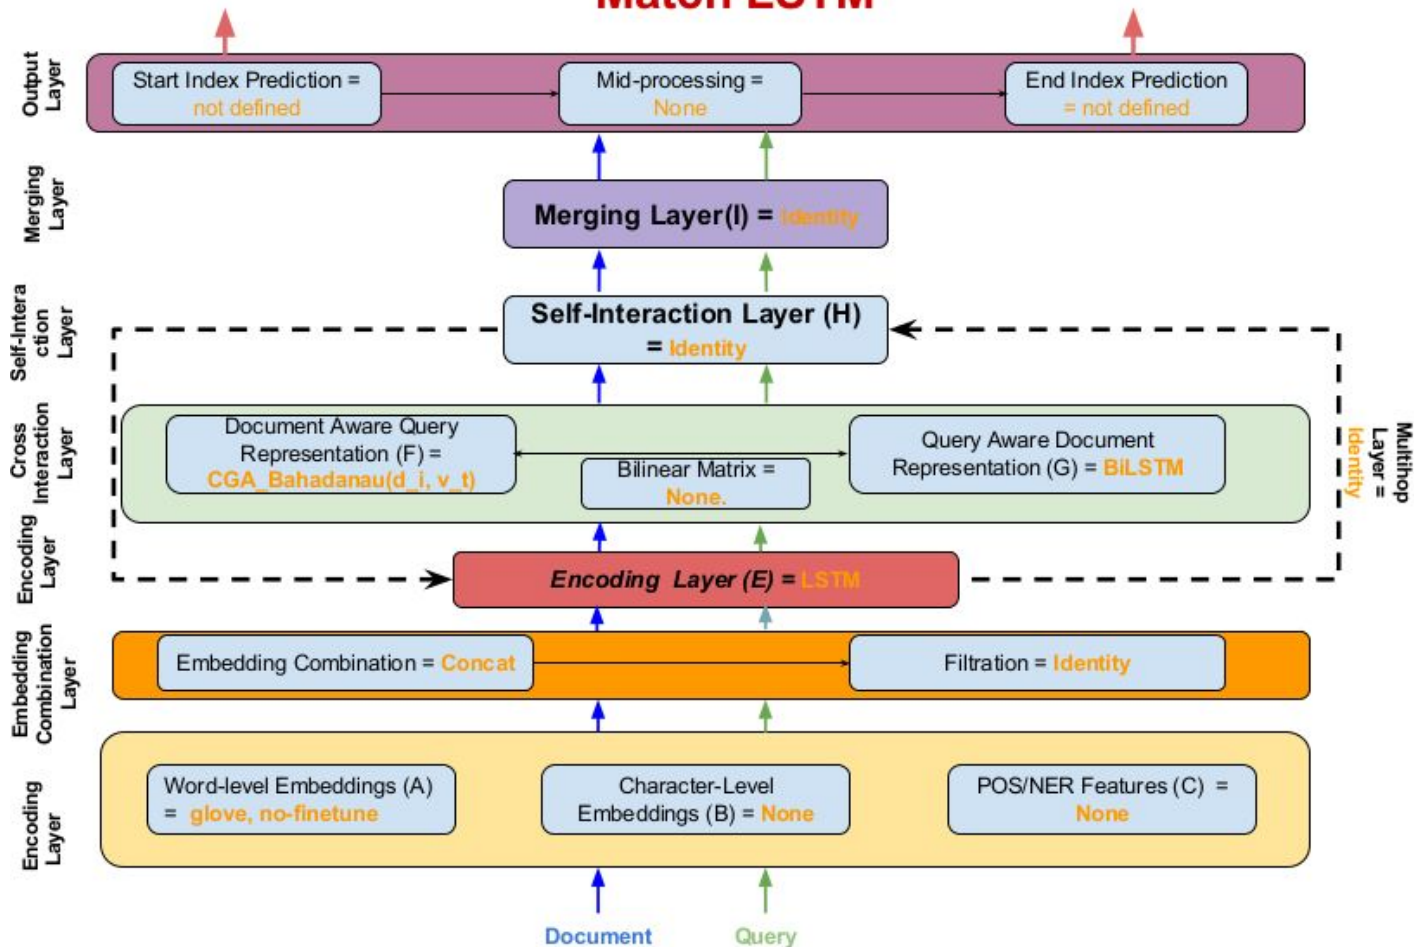 Match LSTM
Output
Layer
Start Index Prediction =
not defined
Mid-processing =
None
End Index Prediction
= not defined
Merging
Layer
Merging Layer(I) = Identity
Self-Intera
ction
Layer
Self-Interaction Layer (H)
= Identity
Cross
Interaction
Layer
Document Aware Query
Representation (F) =
CGA_Bahadanau(d_i, v_t)
Bilinear Matrix =
None.
Query Aware Document
Representation (G) = BiLSTM
Multihop
Layer =
Identity
Encoding
Layer
Encoding Layer (E) = LSTM
Embedding
Combination
Layer
Embedding Combination = Concat
Filtration = Identity
Encoding
Layer
Word-level Embeddings (A)
= glove, no-finetune
Character-Level
Embeddings (B) = None
POS/NER Features (C) =
None
Document
Query